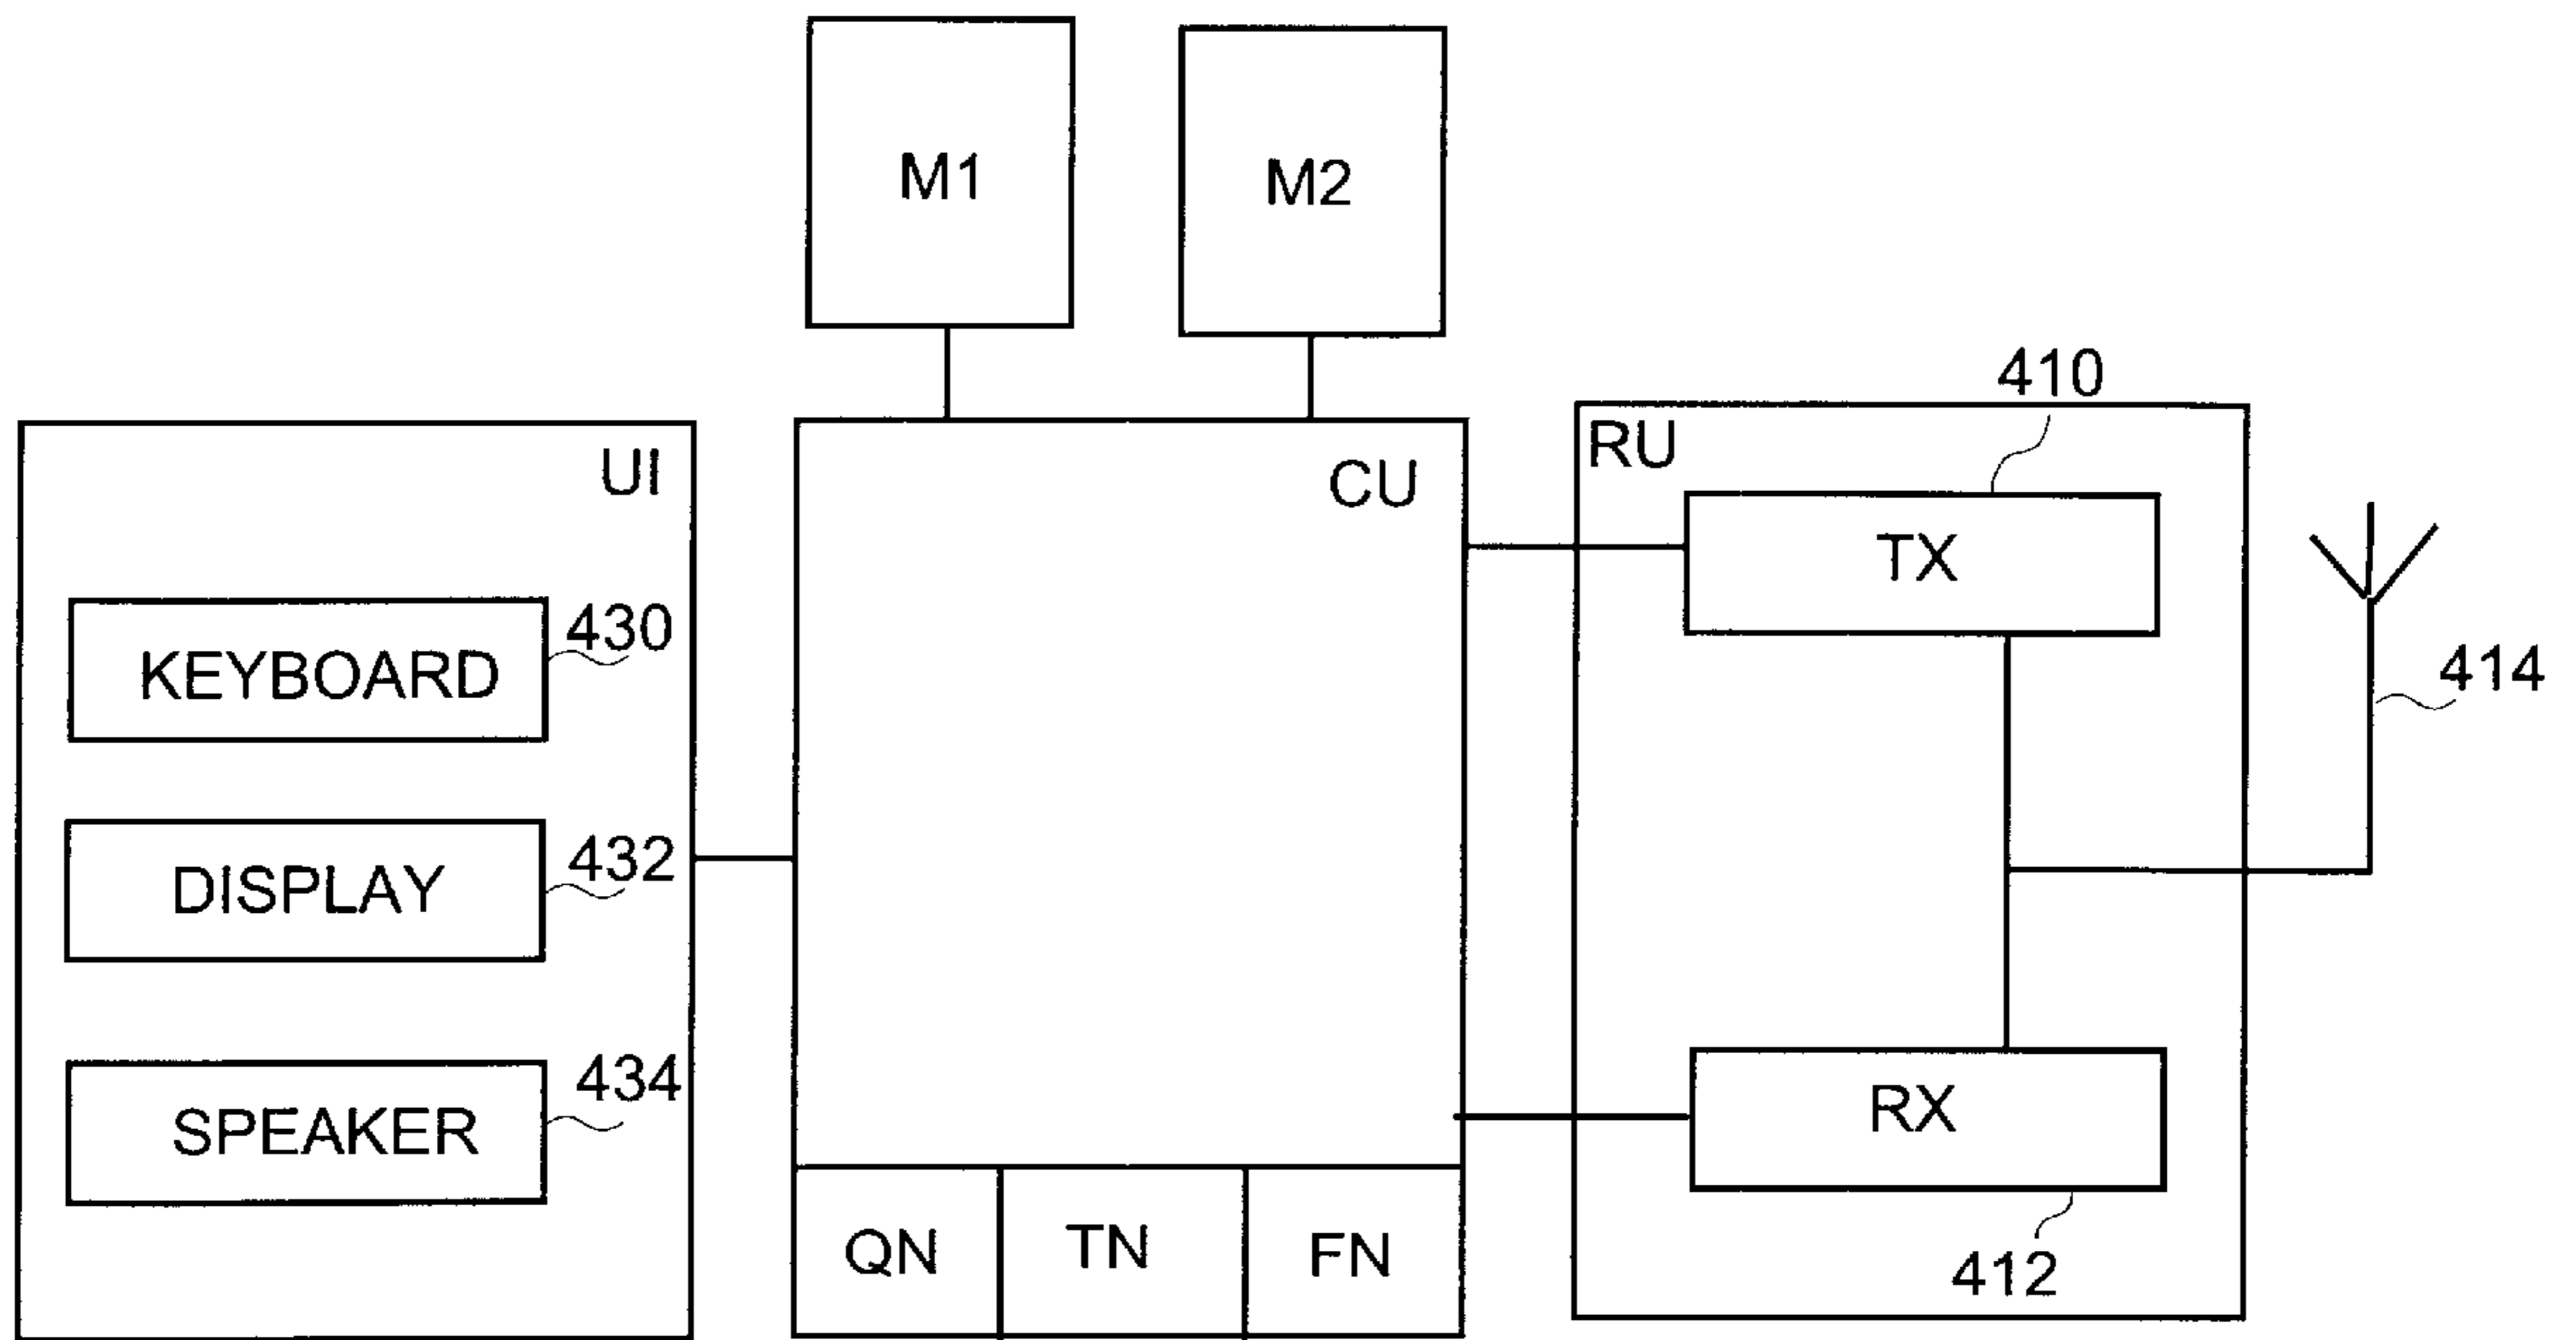 M1
M2
410
UI
CU
RU
TX
KEYBOARD
430
414
DISPLAY
432
SPEAKER
434
RX
QN
TN
FN
412